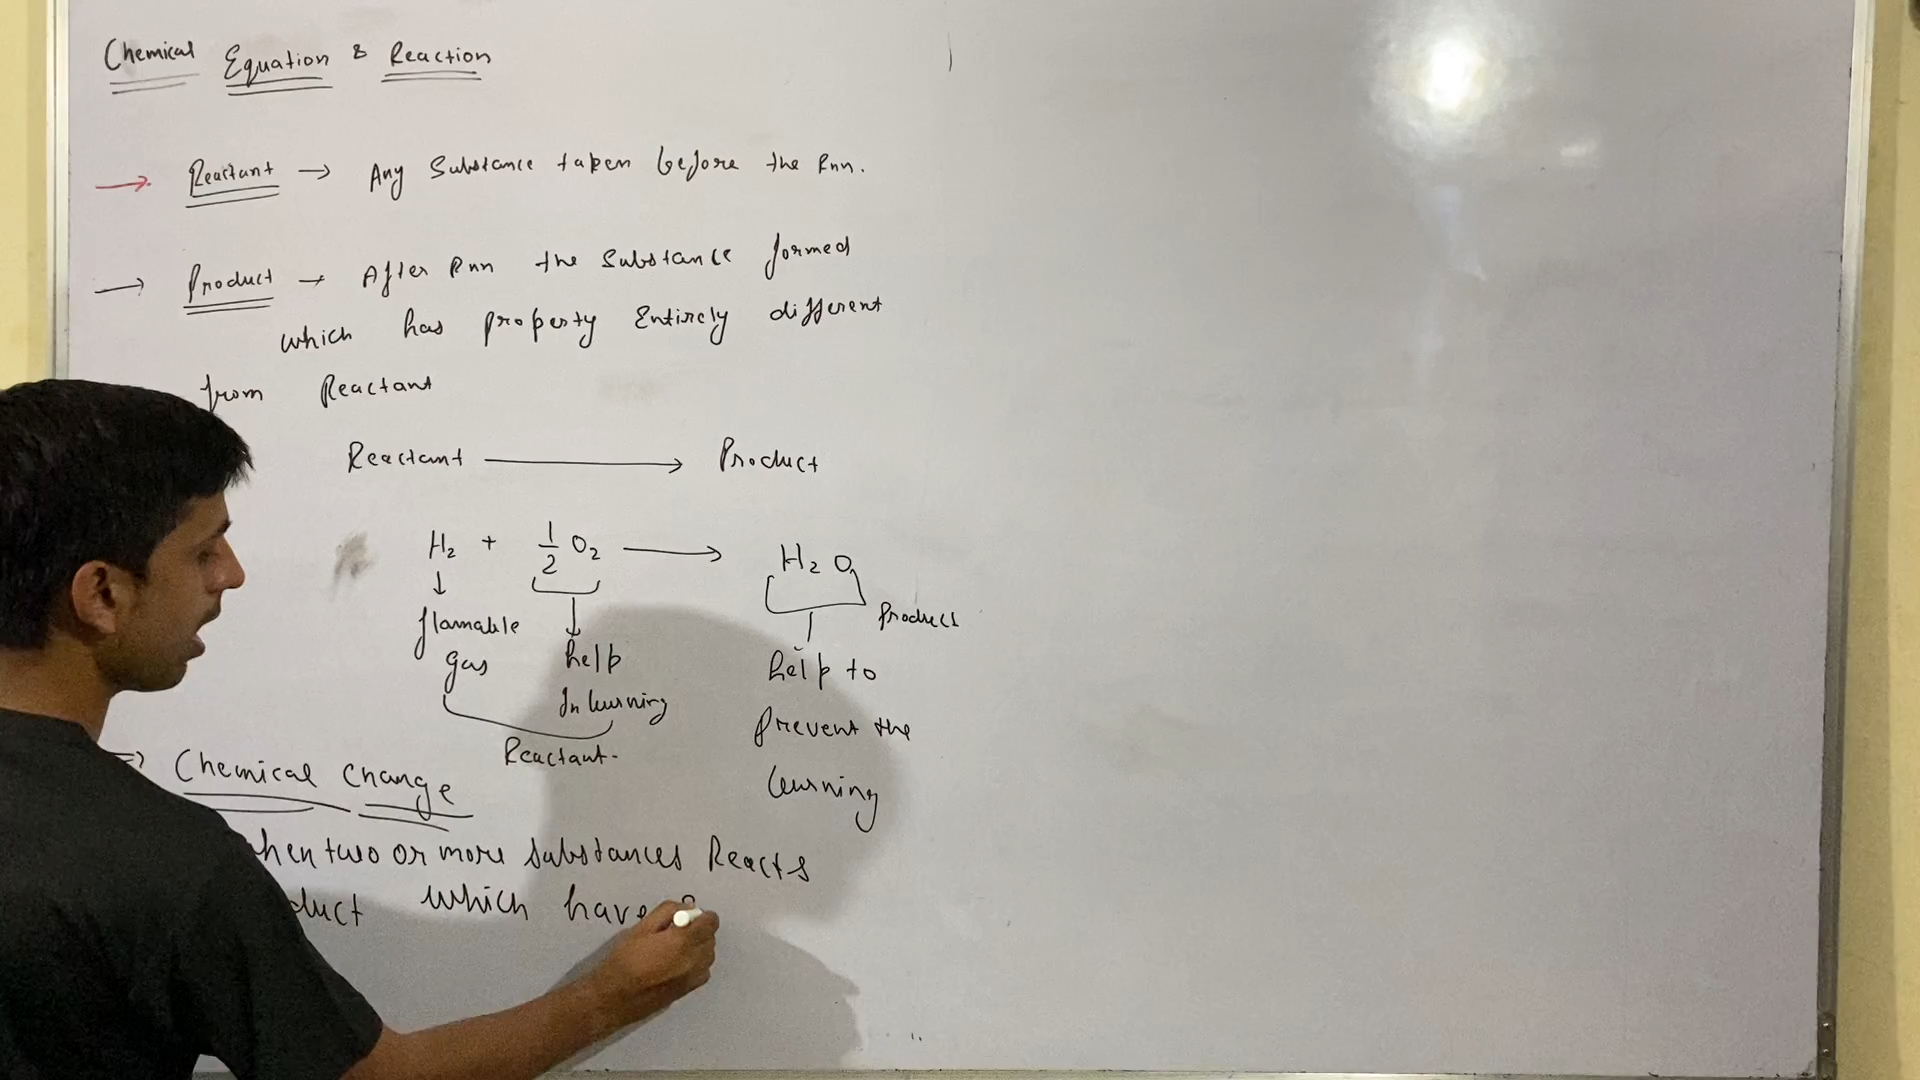 Chemical Equation & Reaction
→ Reactant → Any Substance taken before the Rnn.
→ Product → After Rnn the Substance formed
which has property Entirely different
from Reactant
Reactant → Product
H₂ + 1/2 O₂ → H₂O
↓
flamable gas
↓
help In burning
Reactant.
Product
help to
prevent the
burning
⇒ Chemical Change
hen two or more Substances Reacts
duct which have